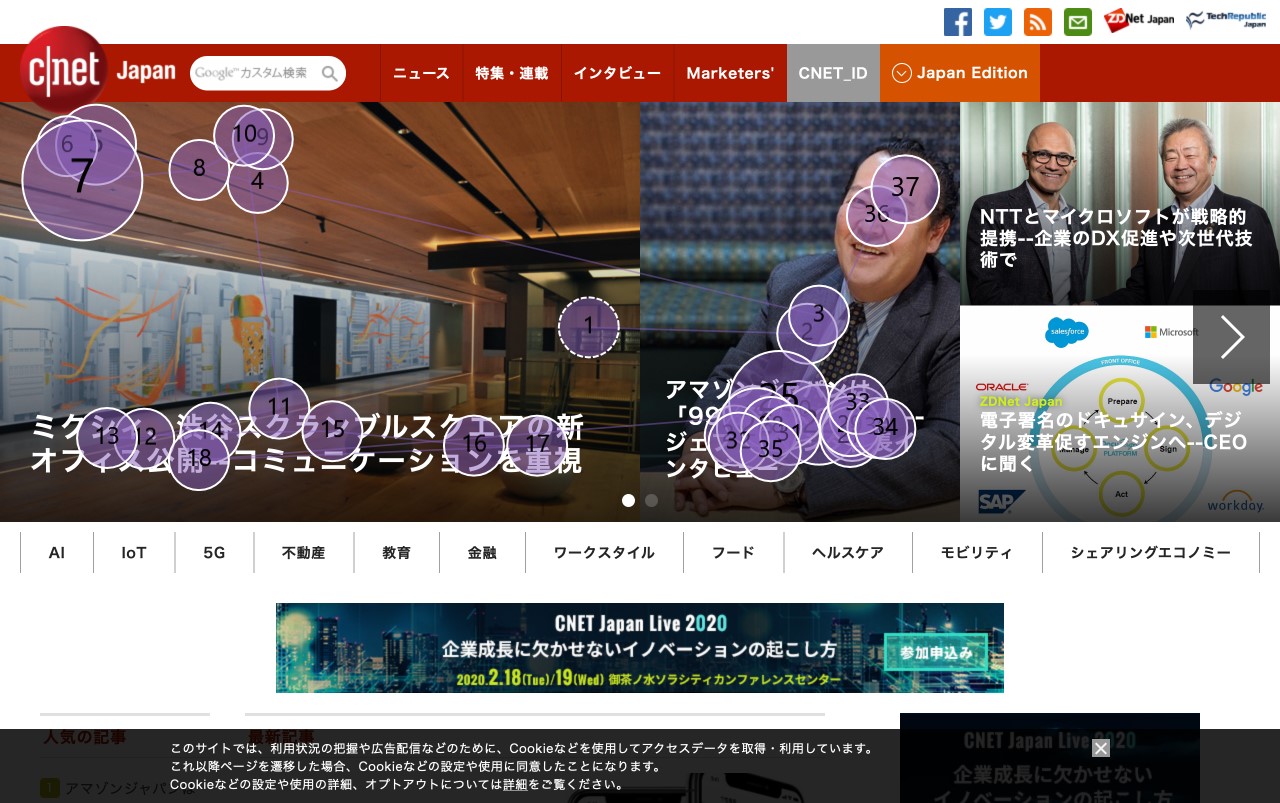 ZDNet Japan
TechRepublic Japan
c|net Japan
Google™カスタム検索
ニュース
特集・連載
インタビュー
Marketers'
CNET_ID
Japan Edition
6
5
7
8
10
9
4
1
3
2
37
36
NTTとマイクロソフトが戦略的
提携--企業のDX促進や次世代技
術で
salesforce
Microsoft
FRONT OFFICE
ORACLE
Google
Prepare
ZDNet Japan
電子署名のドキュサイン、デジ
タル変革促すエンジンへ--CEO
に聞く
Manage
PLATFORM
Sign
Act
SAP
workday.
11
13
12
14
15
16
17
18
スクランブルスクエアの新
オフィス公開--コミュニケーションを重視
アマゾン
「99
33
34
35
ジェ
ンタビュー
AI
IoT
5G
不動産
教育
金融
ワークスタイル
フード
ヘルスケア
モビリティ
シェアリングエコノミー
CNET Japan Live 2020
企業成長に欠かせないイノベーションの起こし方
参加申込み
2020.2.18(Tue)/19(Wed) 御茶ノ水ソラシティカンファレンスセンター
人気の記事
最新記事
1 アマゾンジャパン
CNET Japan Live 2020
企業成長に欠かせない
イノベーションの起こし方
このサイトでは、利用状況の把握や広告配信などのために、Cookieなどを使用してアクセスデータを取得・利用しています。
これ以降ページを遷移した場合、Cookieなどの設定や使用に同意したことになります。
Cookieなどの設定や使用の詳細、オプトアウトについては詳細をご覧ください。